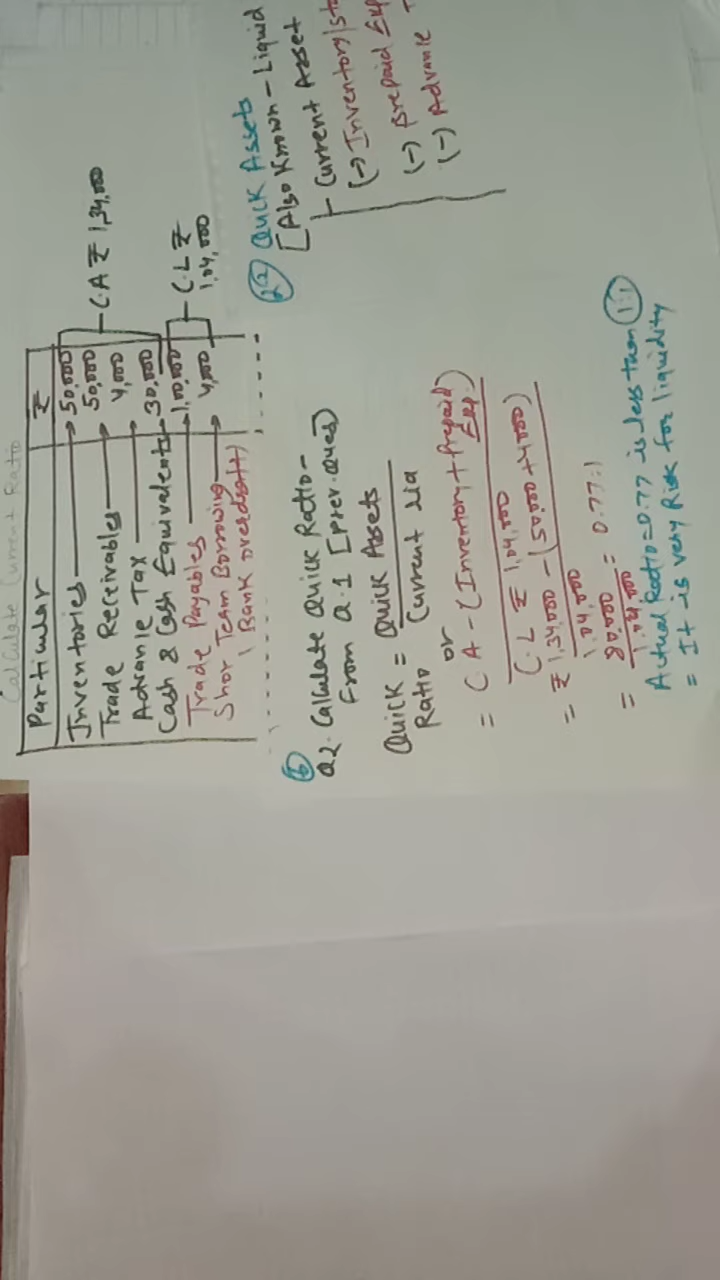 Calculate Current Ratio
Particular ₹
Inventories 50,000
Trade Receivables 50,000
Advanle Tax 4,000
Cash & Cash Equivalents 30,000
Trade Payables 1,00,000
Shor Team Borrowing 4,000
(Bank overdraft)
C.A ₹ 1,34,000
C.L ₹
1,04,000
(b)
Q2. Calculate Quick Ratio-
From Q.1 [prev. Ques)
Quick Ratio = Quick Assets
Current Lia
or
= C A - (Inventory + Prepaid Exp.)
C.L ₹ 1,04,000
= ₹ 1,34,000 - (50,000 + 4,000)
1,04,000
= 80,000 = 0.77:1
1,04,000
Actual Ratio = 0.77 is less than 1:1
= It is very Risk for liquidity
Quick Assets
[Also Known - Liquid
Current Asset
(-) Inventory/st
(-) Prepaid Exp
(-) Advance